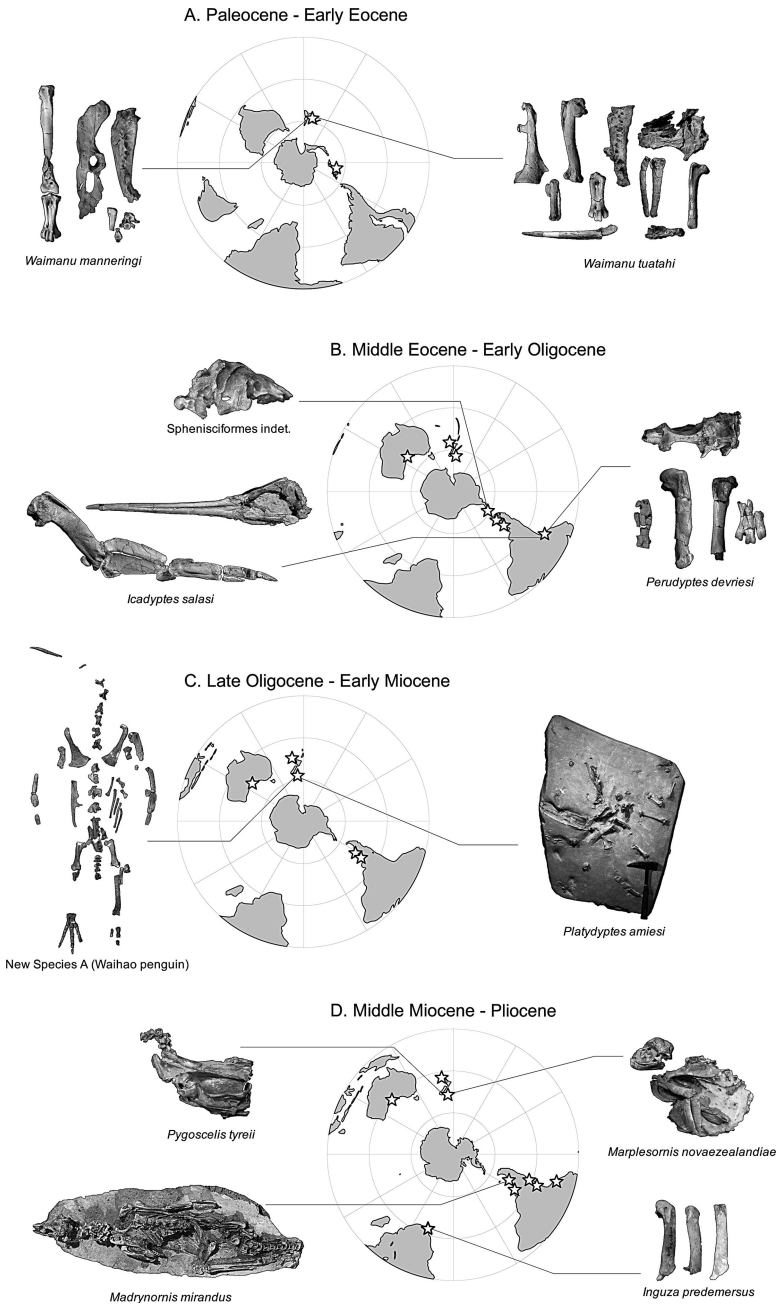 A. Paleocene - Early Eocene
Waimanu manneringi
Waimanu tuatahi
B. Middle Eocene - Early Oligocene
Sphenisciformes indet.
Icadyptes salasi
Perudyptes devriesi
C. Late Oligocene - Early Miocene
New Species A (Waihao penguin)
Platydyptes amiesi
D. Middle Miocene - Pliocene
Pygoscelis tyreii
Marplesornis novaezealandiae
Madrynornis mirandus
Inguza predemersus